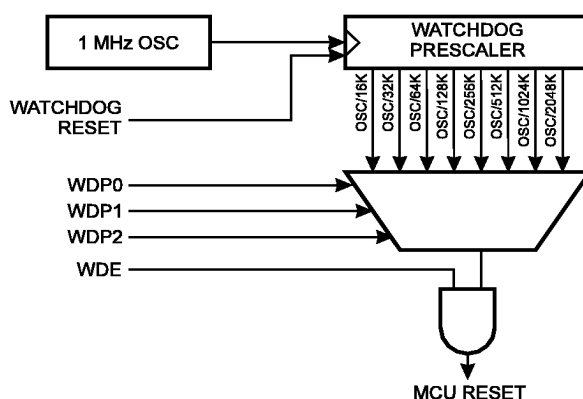 1 MHz OSC
WATCHDOG
PRESCALER
WATCHDOG
RESET
OSC/16K
OSC/32K
OSC/64K
OSC/128K
OSC/256K
OSC/512K
OSC/1024K
OSC/2048K
WDP0
WDP1
WDP2
WDE
MCU RESET